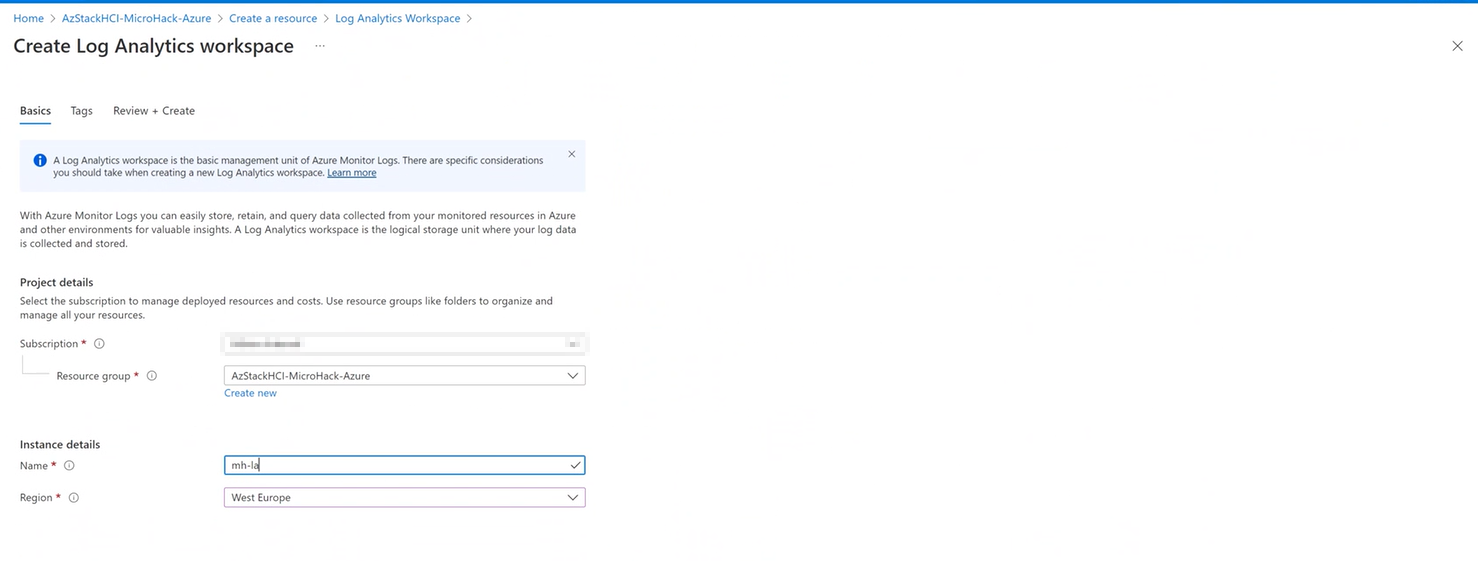 Home > AzStackHCI-MicroHack-Azure > Create a resource > Log Analytics Workspace >
Create Log Analytics workspace ...
Basics Tags Review + Create
A Log Analytics workspace is the basic management unit of Azure Monitor Logs. There are specific considerations
you should take when creating a new Log Analytics workspace. Learn more
With Azure Monitor Logs you can easily store, retain, and query data collected from your monitored resources in Azure
and other environments for valuable insights. A Log Analytics workspace is the logical storage unit where your log data
is collected and stored.
Project details
Select the subscription to manage deployed resources and costs. Use resource groups like folders to organize and
manage all your resources.
Subscription *
Resource group * AzStackHCI-MicroHack-Azure
Create new
Instance details
Name * mh-la
Region * West Europe